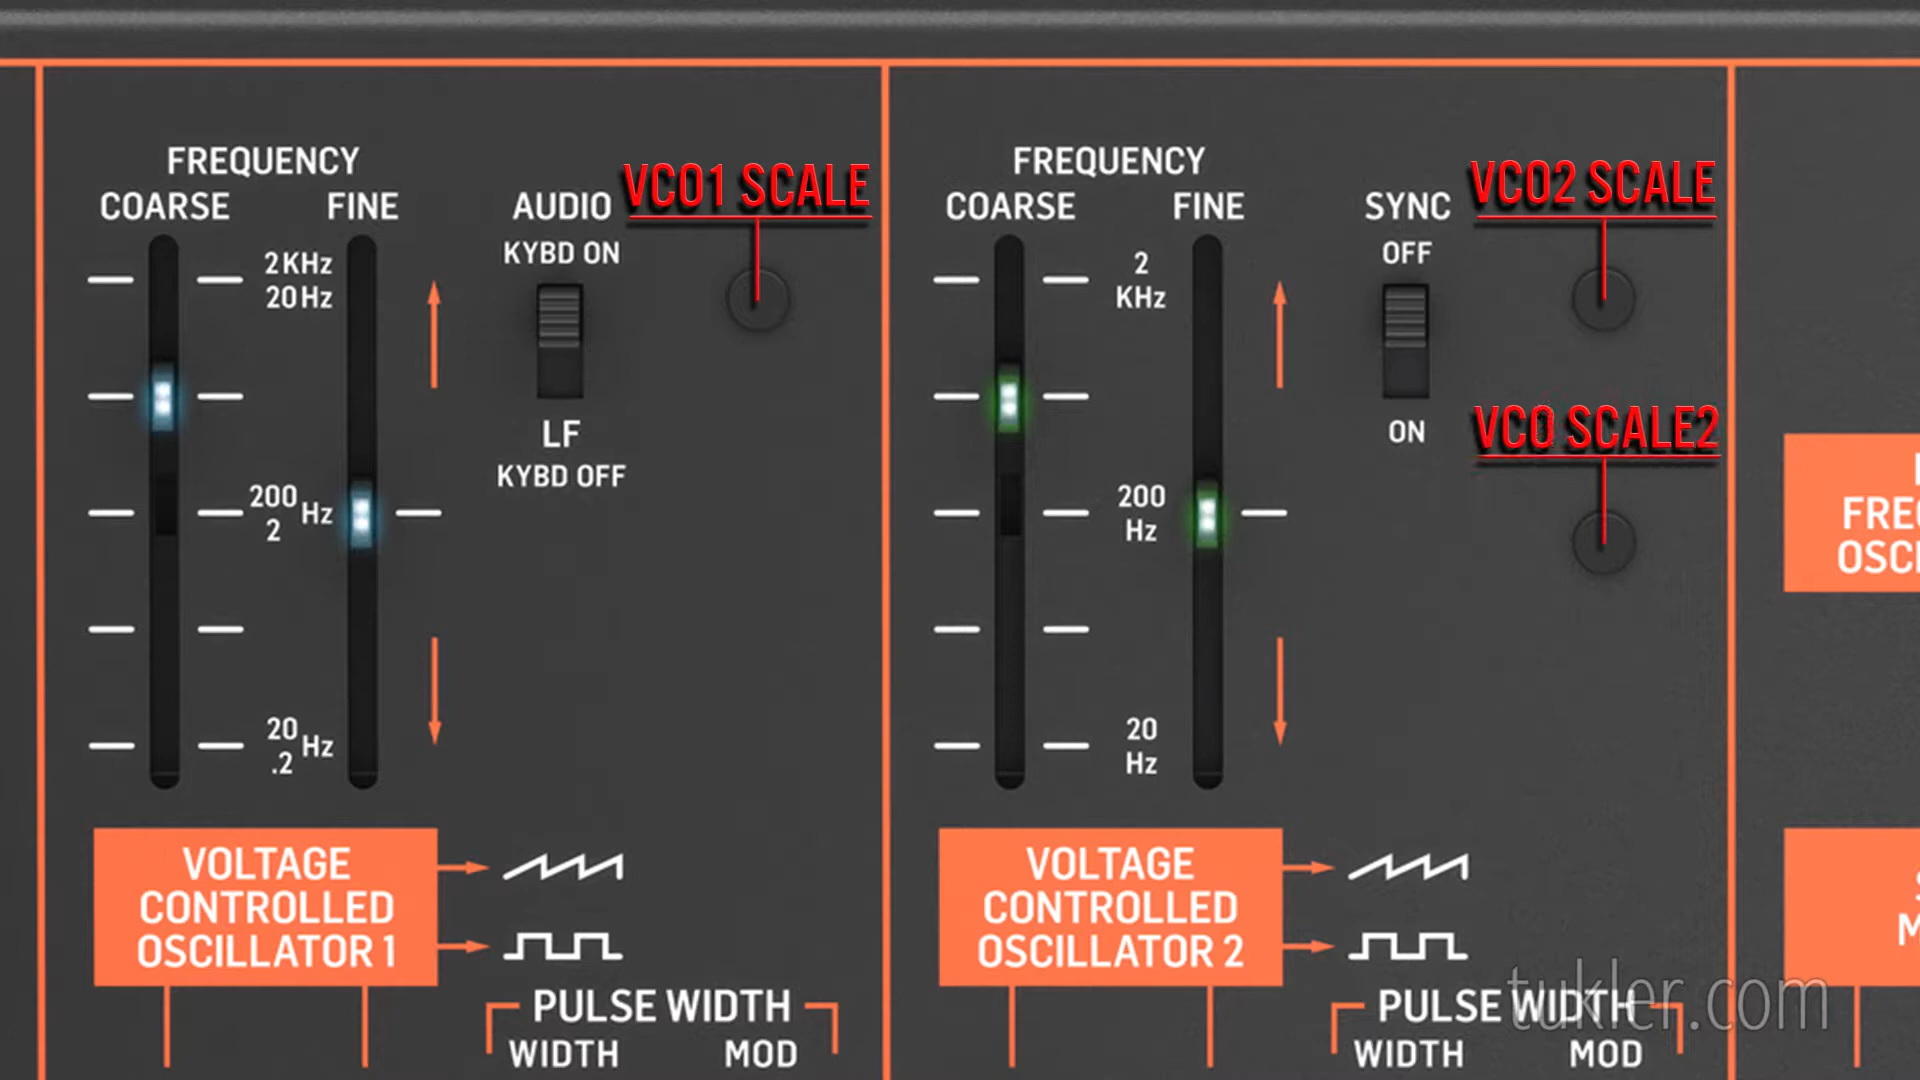 FREQUENCY
COARSE
FINE
AUDIO
KYBD ON
VCO1 SCALE
2KHz
20Hz
LF
KYBD OFF
200
2
Hz
20
.2
Hz
VOLTAGE
CONTROLLED
OSCILLATOR 1
PULSE WIDTH
WIDTH
MOD
FREQUENCY
COARSE
FINE
SYNC
OFF
VCO2 SCALE
2
KHz
ON
VCO SCALE2
200
Hz
20
Hz
VOLTAGE
CONTROLLED
OSCILLATOR 2
PULSE WIDTH
WIDTH
MOD
FRE
OSC
M
tukler.com